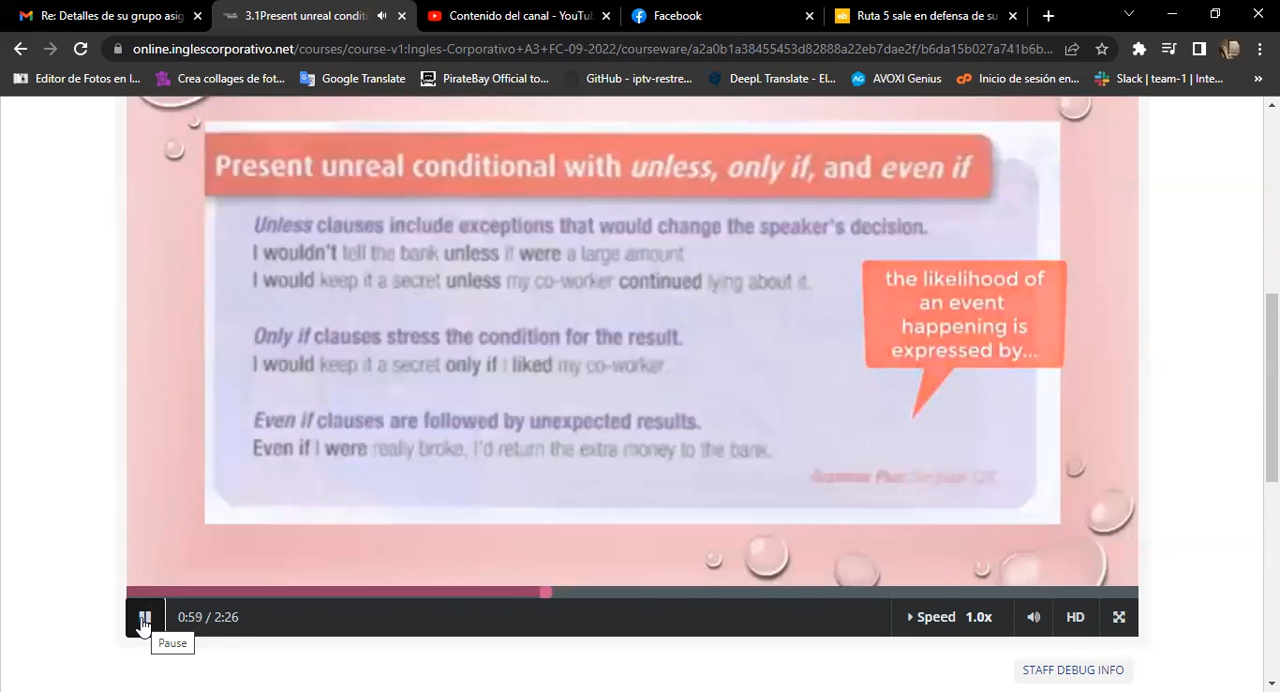 Re: Detalles de su grupo asig
3.1Present unreal conditi
Contenido del canal - YouTu
Facebook
Ruta 5 sale en defensa de su
online.inglescorporativo.net/courses/course-v1:Ingles-Corporativo+A3+FC-09-2022/courseware/a2a0b1a38455453d82888a22eb7dae2f/b6da15b027a741b6b...
Editor de Fotos en l...
Crea collages de fot...
Google Translate
PirateBay Official to...
GitHub - iptv-restre...
DeepL Translate - El...
AVOXI Genius
Inicio de sesión en...
Slack | team-1 | Inte...
Present unreal conditional with unless, only if, and even if
Unless clauses include exceptions that would change the speaker's decision.
I wouldn't tell the bank unless it were a large amount
I would keep it a secret unless my co-worker continued lying about it.
the likelihood of
an event
happening is
expressed by...
Only if clauses stress the condition for the result.
I would keep it a secret only if I liked my co-worker.
Even if clauses are followed by unexpected results.
Even if I were really broke, I'd return the extra money to the bank.
Grammar Plus
0:59 / 2:26
Speed 1.0x
HD
Pause
STAFF DEBUG INFO